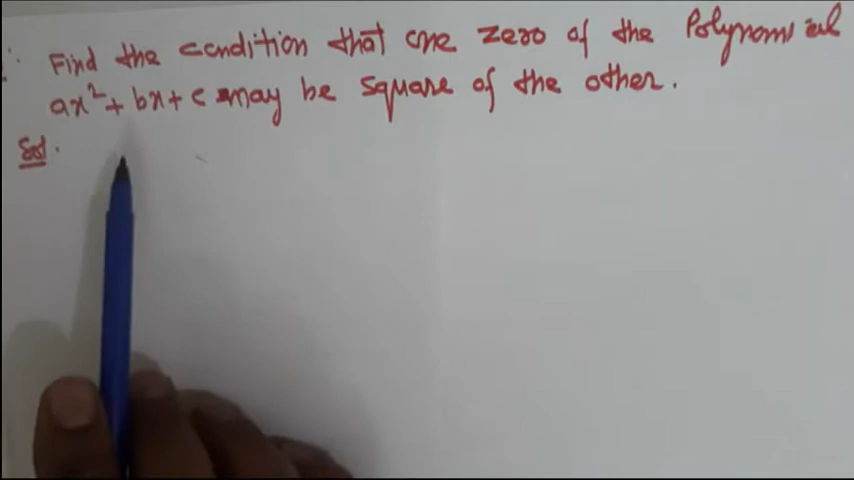 Find the condition that one zero of the Polynomial
ax²+ bx + c may be square of the other.
Sol.